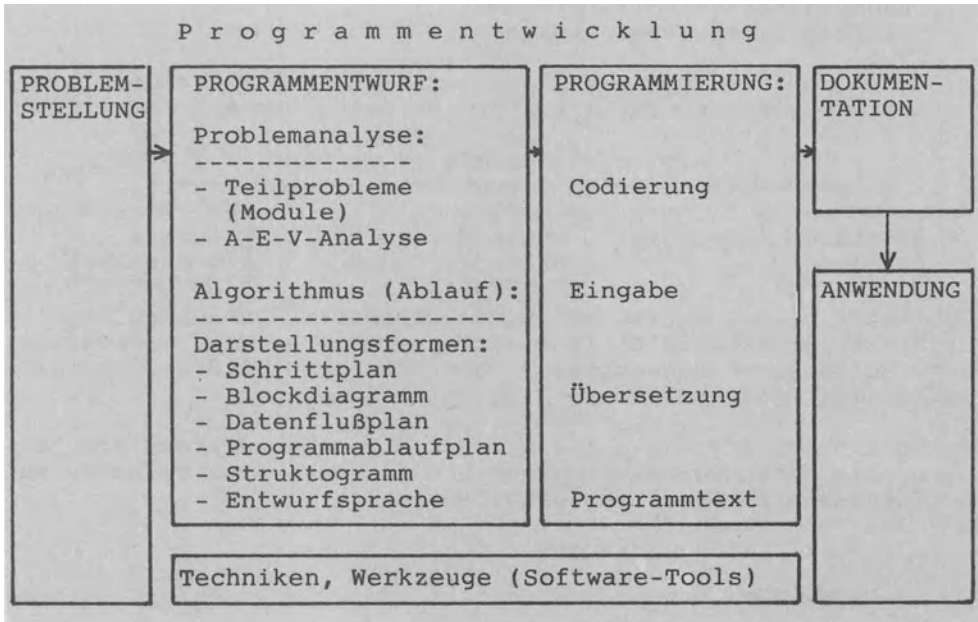 Programmentwicklung
PROBLEM-
STELLUNG
PROGRAMMENTWURF:
Problemanalyse:
- Teilprobleme
(Module)
- A-E-V-Analyse
Algorithmus (Ablauf):
Darstellungsformen:
- Schrittplan
- Blockdiagramm
- Datenflußplan
- Programmablaufplan
- Struktogramm
- Entwurfsprache
PROGRAMMIERUNG:
Codierung
Eingabe
Übersetzung
Programmtext
DOKUMEN-
TATION
ANWENDUNG
Techniken, Werkzeuge (Software-Tools)